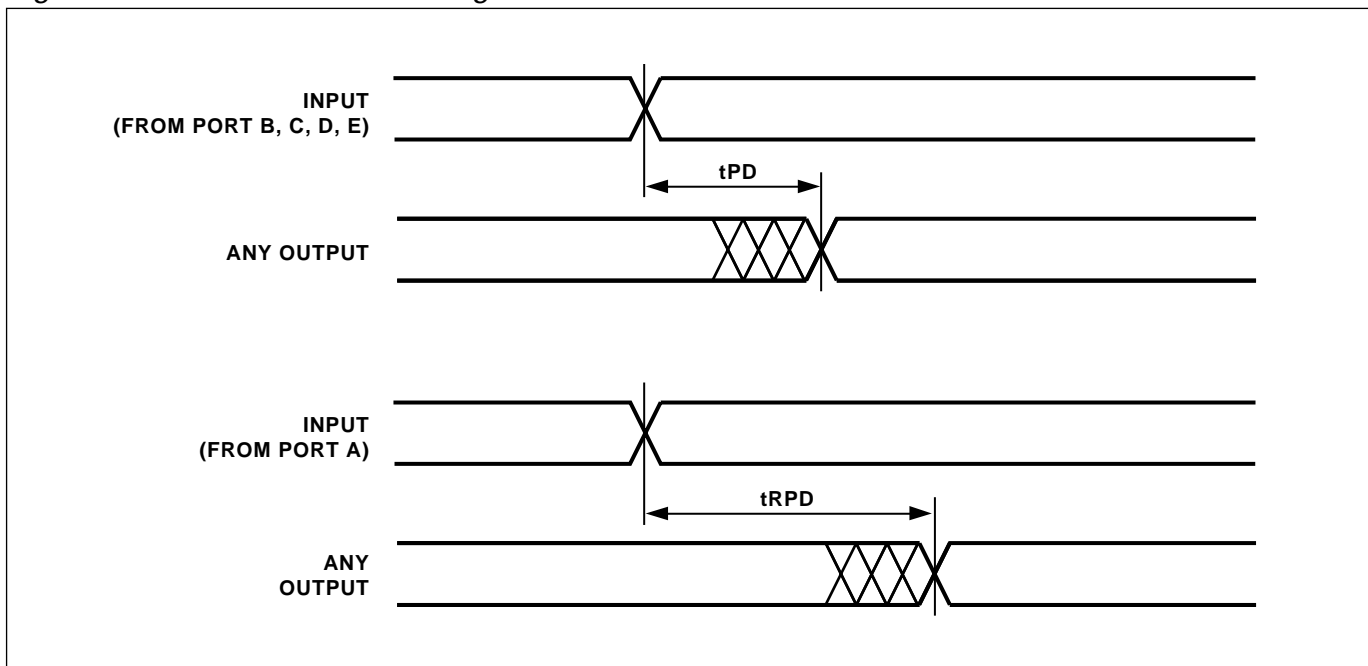 INPUT
(FROM PORT B, C, D, E)
tPD
ANY OUTPUT
INPUT
(FROM PORT A)
tRPD
ANY
OUTPUT